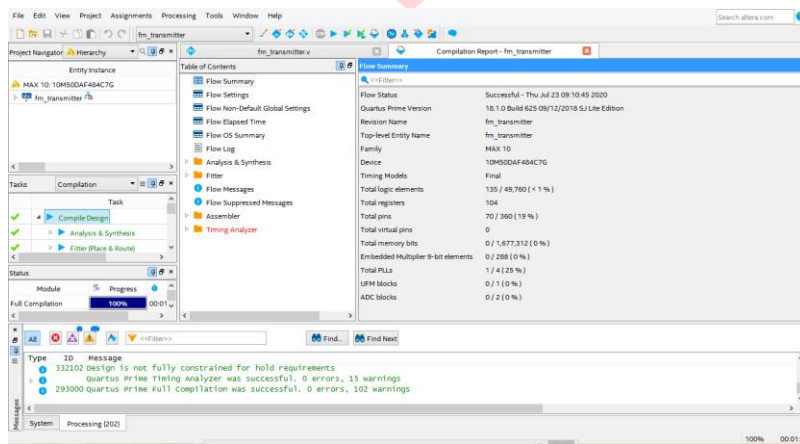 File Edit View Project Assignments Processing Tools Window Help
Search altera.com
fm_transmitter
Project Navigator Hierarchy
Entity:Instance
MAX 10: 10M50DAF484C7G
fm_transmitter
Tasks Compilation
Task
Compile Design
Analysis & Synthesis
Fitter (Place & Route)
Status
Module % Progress
Full Compilation 100% 00:01
fm_transmitter.v
Compilation Report - fm_transmitter
Table of Contents
Flow Summary
Flow Settings
Flow Non-Default Global Settings
Flow Elapsed Time
Flow OS Summary
Flow Log
Analysis & Synthesis
Fitter
Flow Messages
Flow Suppressed Messages
Assembler
Timing Analyzer
Flow Summary
<<Filter>>
Flow Status Successful - Thu Jul 23 09:10:45 2020
Quartus Prime Version 18.1.0 Build 625 09/12/2018 SJ Lite Edition
Revision Name fm_transmitter
Top-level Entity Name fm_transmitter
Family MAX 10
Device 10M50DAF484C7G
Timing Models Final
Total logic elements 135 / 49,760 ( < 1 % )
Total registers 104
Total pins 70 / 360 ( 19 % )
Total virtual pins 0
Total memory bits 0 / 1,677,312 ( 0 % )
Embedded Multiplier 9-bit elements 0 / 288 ( 0 % )
Total PLLs 1 / 4 ( 25 % )
UFM blocks 0 / 1 ( 0 % )
ADC blocks 0 / 2 ( 0 % )
All <<Filter>> Find... Find Next
Type ID Message
332102 Design is not fully constrained for hold requirements
Quartus Prime Timing Analyzer was successful. 0 errors, 15 warnings
293000 Quartus Prime Full Compilation was successful. 0 errors, 102 warnings
Messages
System Processing (202)
100% 00:01